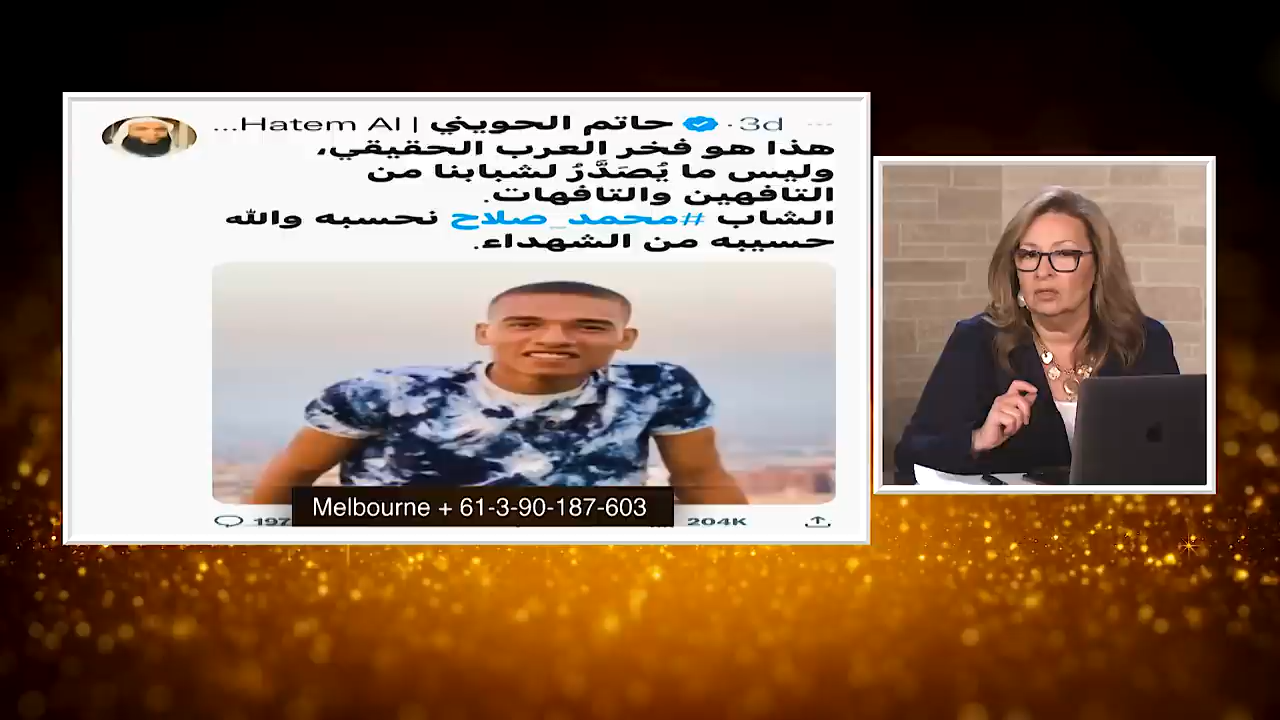 حاتم الحويني | Hatem Al... · 3d
هذا هو فخر العرب الحقيقي،
وليس ما يُصَدَّرُ لشبابنا من
التافهين والتافهات.
الشاب #محمد_صلاح نحسبه والله
حسيبه من الشهداء.
Melbourne + 61-3-90-187-603
197
204K